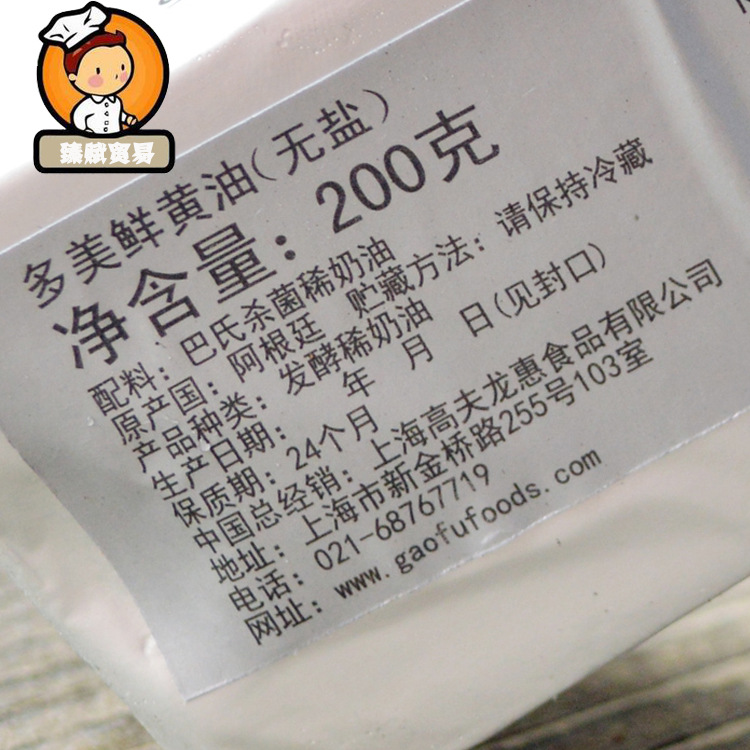 臻赋贸易
多美鲜黄油(无盐)
净含量: 200克
配料: 巴氏杀菌稀奶油
原产国: 阿根廷 贮藏方法: 请保持冷藏
产品种类: 发酵稀奶油
生产日期: 年 月 日(见封口)
保质期: 24个月
中国总经销: 上海高夫龙惠食品有限公司
地址: 上海市新金桥路255号103室
电话: 021-68767719
网址: www.gaofufoods.com